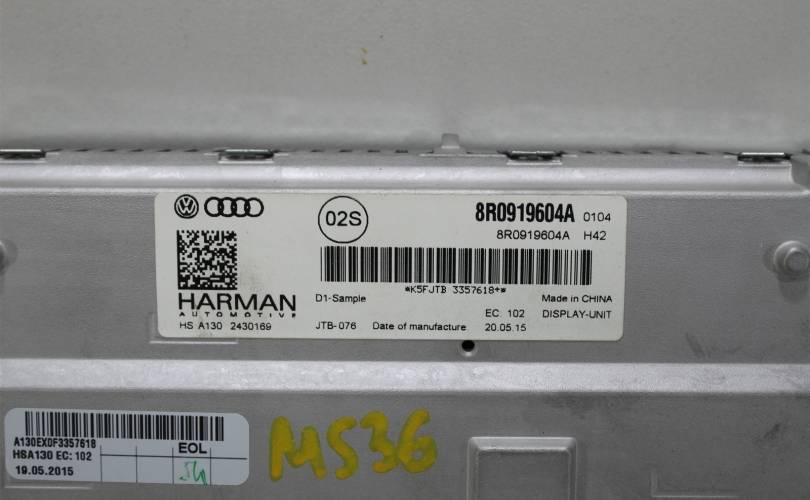 02S
8R0919604A 0104
8R0919604A H42
*K5FJTB 3357618+*
HARMAN
AUTOMOTIVE
D1-Sample
Made in CHINA
EC. 102 DISPLAY-UNIT
HS A130 2430169
JTB-076 Date of manufacture 20.05.15
A130EX0F3357618
EOL
HSA130 EC: 102
19.05.2015
M536